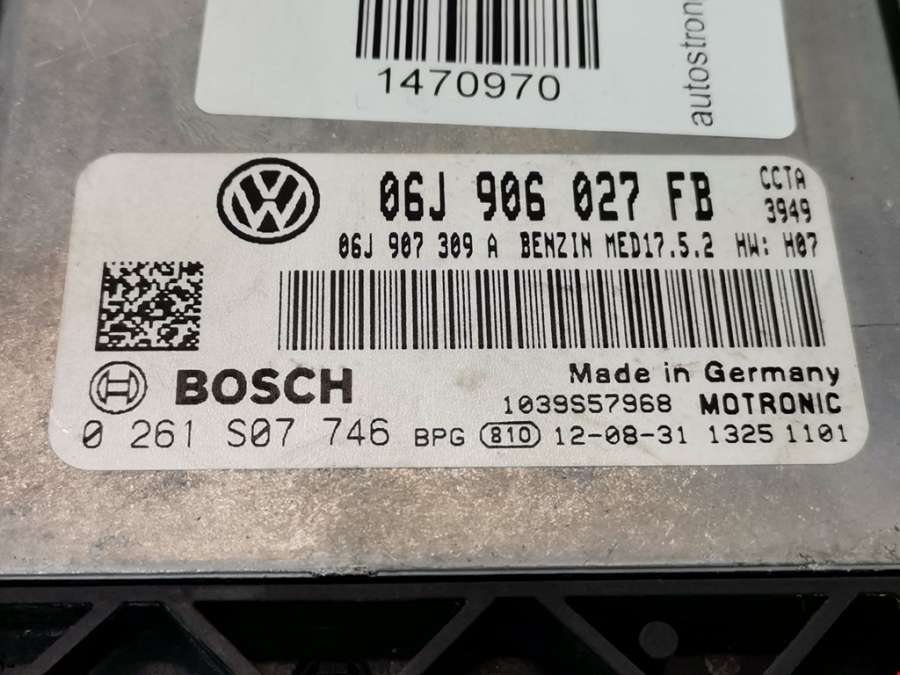 1470970
autostron
06J 906 027 FB
CCTA
3949
06J 907 309 A BENZIN MED17.5.2 HW: H07
BOSCH
Made in Germany
1039S57968 MOTRONIC
0 261 S07 746 BPG 810 12-08-31 1325 1101